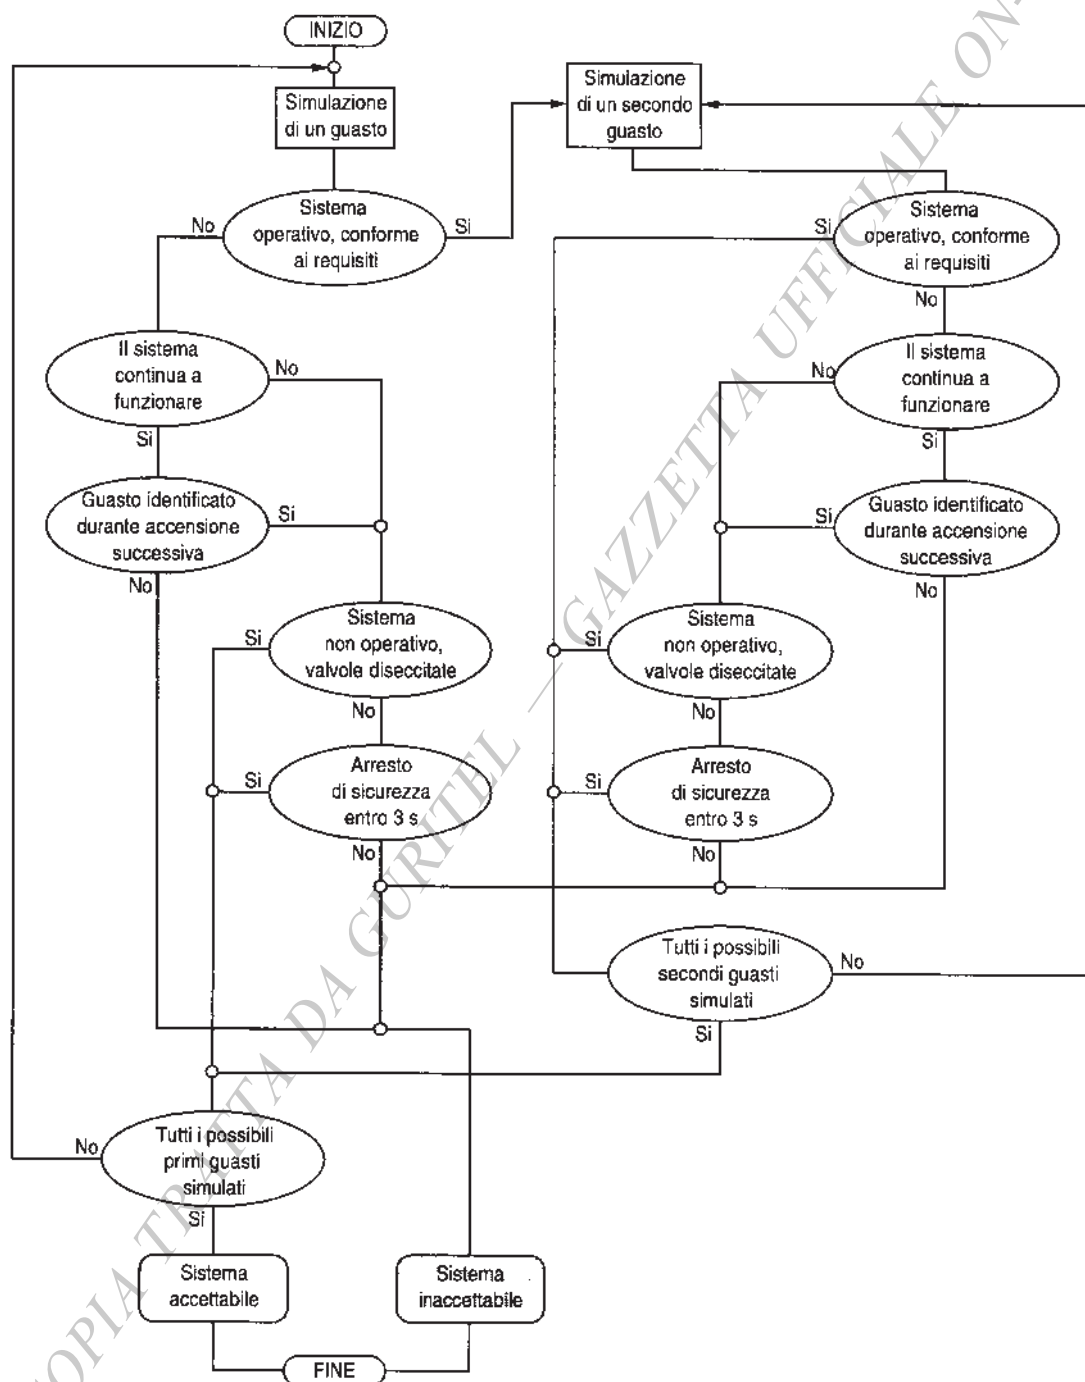 INIZIO
Simulazione
di un guasto
Simulazione
di un secondo
guasto
No
Sistema
operativo, conforme
ai requisiti
Si
Si
Sistema
operativo, conforme
ai requisiti
No
Il sistema
continua a
funzionare
No
Si
No
Il sistema
continua a
funzionare
Si
Guasto identificato
durante accensione
successiva
Si
No
Si
Guasto identificato
durante accensione
successiva
No
Si
Sistema
non operativo,
valvole diseccitate
No
Si
Sistema
non operativo,
valvole diseccitate
No
Si
Arresto
di sicurezza
entro 3 s
No
Si
Arresto
di sicurezza
entro 3 s
No
Tutti i possibili
secondi guasti
simulati
No
Si
No
Tutti i possibili
primi guasti
simulati
Si
Sistema
accettabile
Sistema
inaccettabile
FINE
COPIA TRATTA DA GURITEL — GAZZETTA UFFICIALE ON-